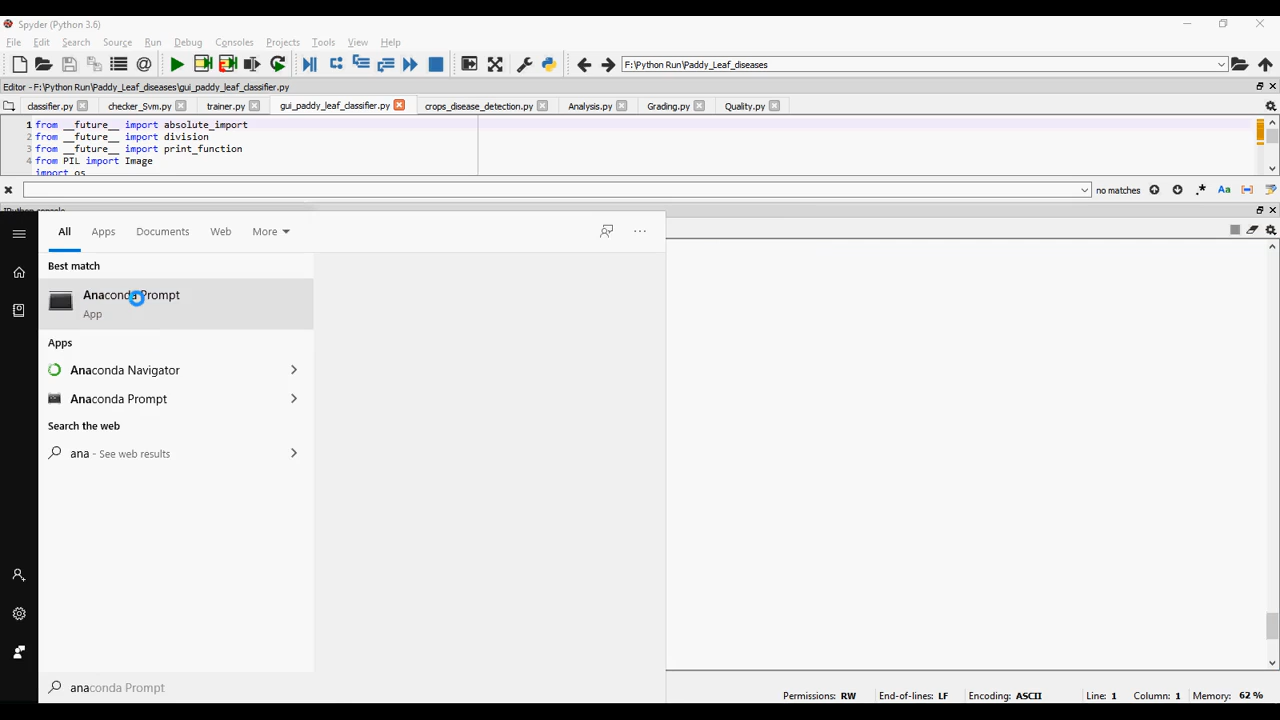 Spyder (Python 3.6)
File Edit Search Source Run Debug Consoles Projects Tools View Help
F:\Python Run\Paddy_Leaf_diseases
Editor - F:\Python Run\Paddy_Leaf_diseases\gui_paddy_leaf_classifier.py
classifier.py checker_Svm.py trainer.py gui_paddy_leaf_classifier.py crops_disease_detection.py Analysis.py Grading.py Quality.py
1 from __future__ import absolute_import
2 from __future__ import division
3 from __future__ import print_function
4 from PIL import Image
import os
no matches
Aa
IPython console
All Apps Documents Web More
Best match
Anaconda Prompt
App
Apps
Anaconda Navigator
Anaconda Prompt
Search the web
ana - See web results
anaconda Prompt
Permissions: RW End-of-lines: LF Encoding: ASCII Line: 1 Column: 1 Memory: 62 %